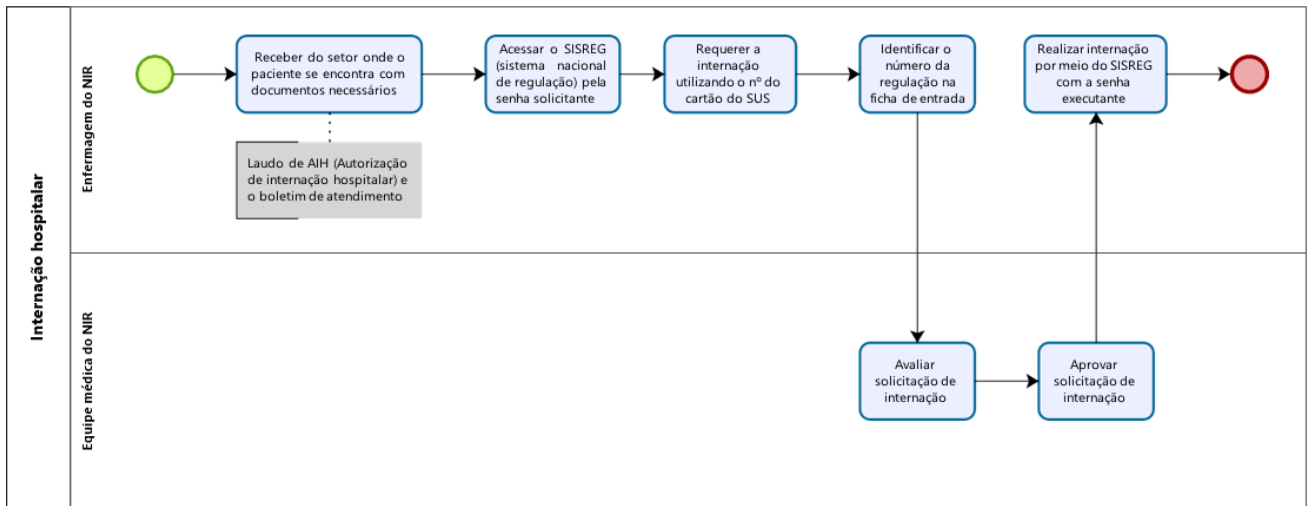 Internação hospitalar
Enfermagem do NIR
Receber do setor onde o
paciente se encontra com
documentos necessários
Laudo de AIH (Autorização
de internação hospitalar) e
o boletim de atendimento
Acessar o SISREG
(sistema nacional
de regulação) pela
senha solicitante
Requerer a
internação
utilizando o nº do
cartão do SUS
Identificar o
número da
regulação na
ficha de entrada
Realizar internação
por meio do SISREG
com a senha
executante
Equipe médica do NIR
Avaliar
solicitação de
internação
Aprovar
solicitação de
internação